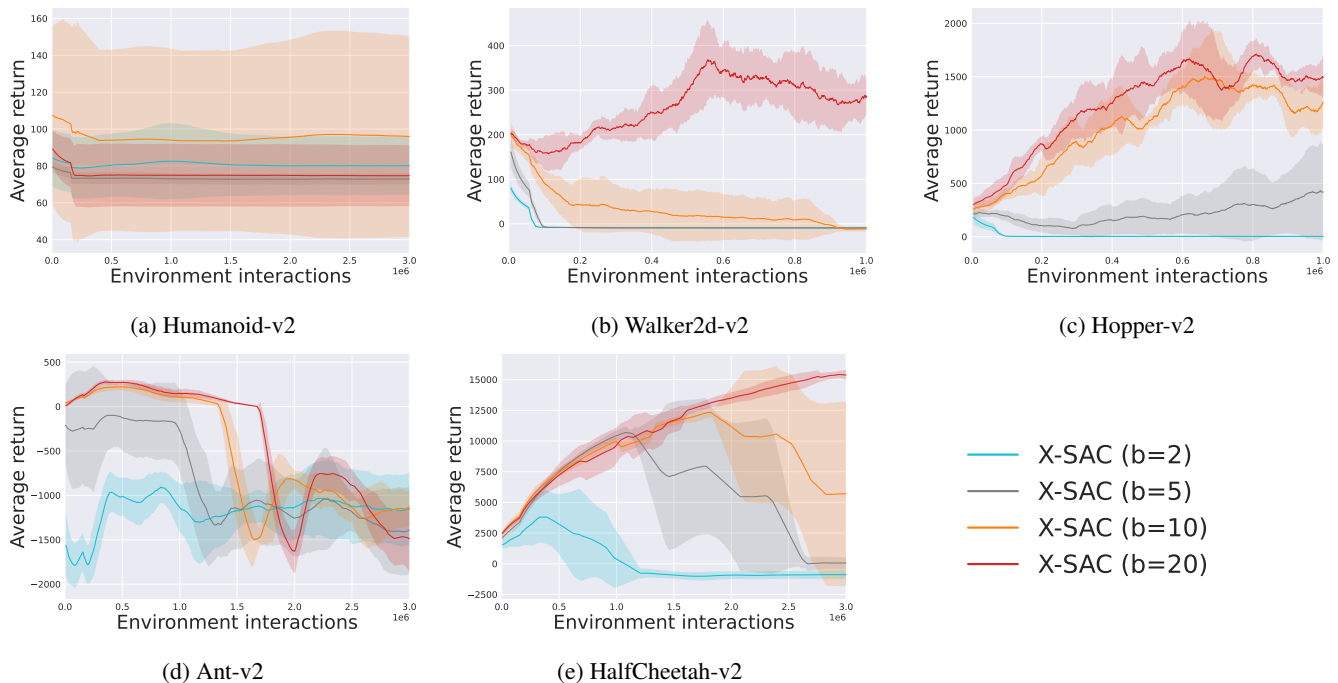 160
140
120
100
80
60
40
Average return
0.0 0.5 1.0 1.5 2.0 2.5 3.0
1e6
Environment interactions
(a) Humanoid-v2
400
300
200
100
0
Average return
0.0 0.2 0.4 0.6 0.8 1.0
1e6
Environment interactions
(b) Walker2d-v2
2000
1500
1000
500
0
Average return
0.0 0.2 0.4 0.6 0.8 1.0
1e6
Environment interactions
(c) Hopper-v2
500
0
−500
−1000
−1500
−2000
Average return
0.0 0.5 1.0 1.5 2.0 2.5 3.0
1e6
Environment interactions
(d) Ant-v2
15000
12500
10000
7500
5000
2500
0
−2500
Average return
0.0 0.5 1.0 1.5 2.0 2.5 3.0
1e6
Environment interactions
(e) HalfCheetah-v2
X-SAC (b=2)
X-SAC (b=5)
X-SAC (b=10)
X-SAC (b=20)